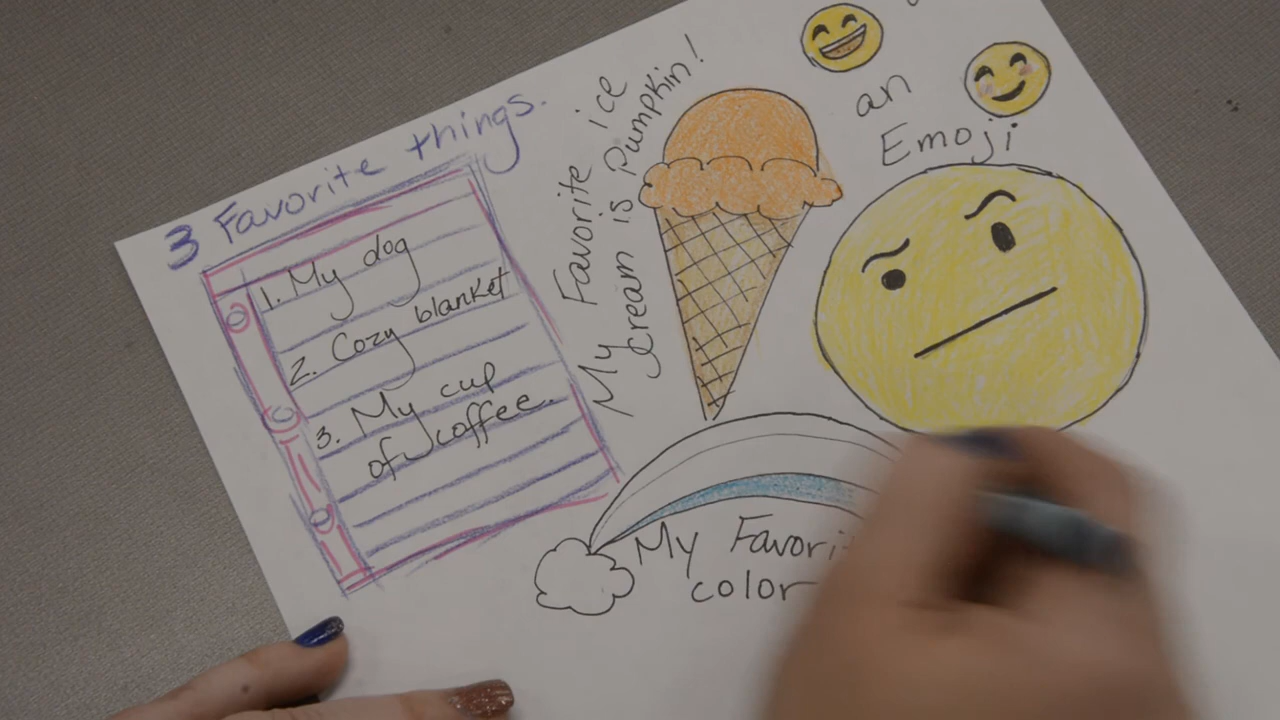 3 Favorite things.
1. My dog
2. Cozy blanket
3. My cup
of coffee.
My Favorite ice
cream is Pumpkin!
an
Emoji
My
color